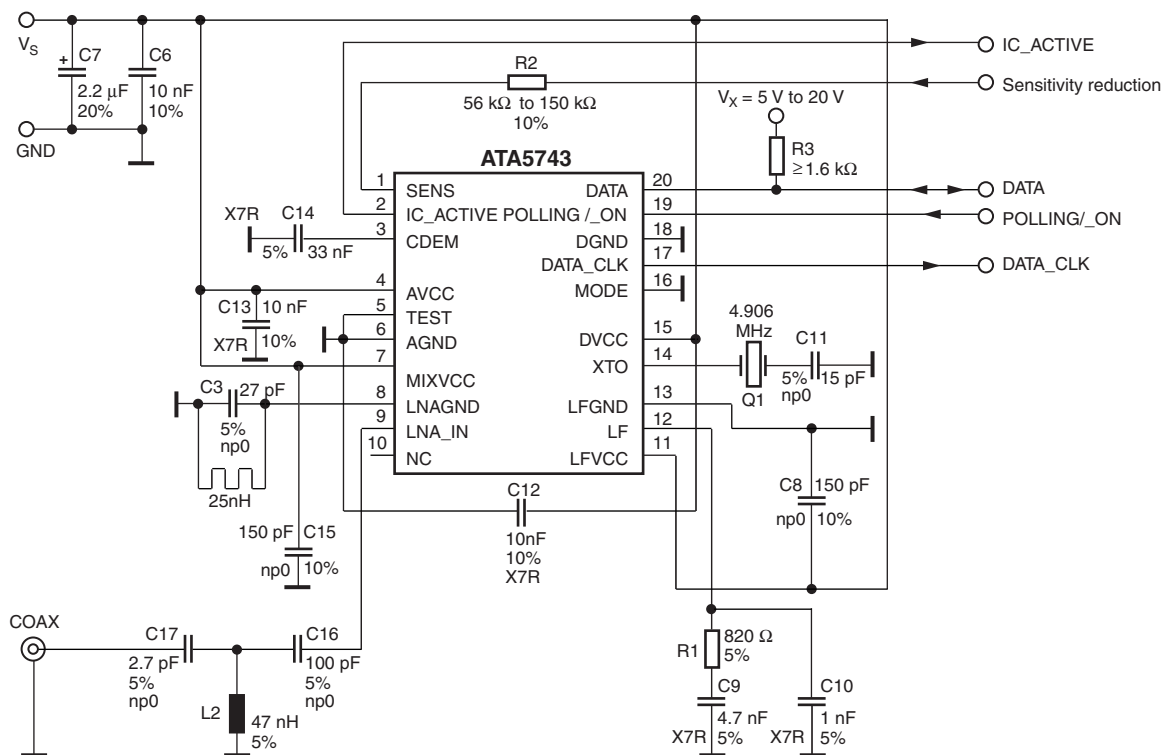 VS
C7
+
2.2 µF
20%
C6
10 nF
10%
GND
R2
56 kΩ to 150 kΩ
10%
IC_ACTIVE
Sensitivity reduction
VX = 5 V to 20 V
R3
≥1.6 kΩ
DATA
POLLING/_ON
DATA_CLK
ATA5743
1
SENS
2
IC_ACTIVE
3
CDEM
4
AVCC
5
TEST
6
AGND
7
MIXVCC
8
LNAGND
9
LNA_IN
10
NC
DATA
20
POLLING /_ON
19
DGND
18
DATA_CLK
17
MODE
16
DVCC
15
XTO
14
LFGND
13
LF
12
LFVCC
11
X7R
C14
5%
33 nF
C13
10 nF
X7R
10%
C3
27 pF
5%
np0
25nH
150 pF
C15
np0
10%
C12
10nF
10%
X7R
4.906
MHz
Q1
C11
5%
15 pF
np0
C8
150 pF
np0
10%
COAX
C17
2.7 pF
5%
np0
C16
100 pF
5%
np0
L2
47 nH
5%
R1
820 Ω
5%
C9
4.7 nF
X7R
5%
C10
1 nF
X7R
5%